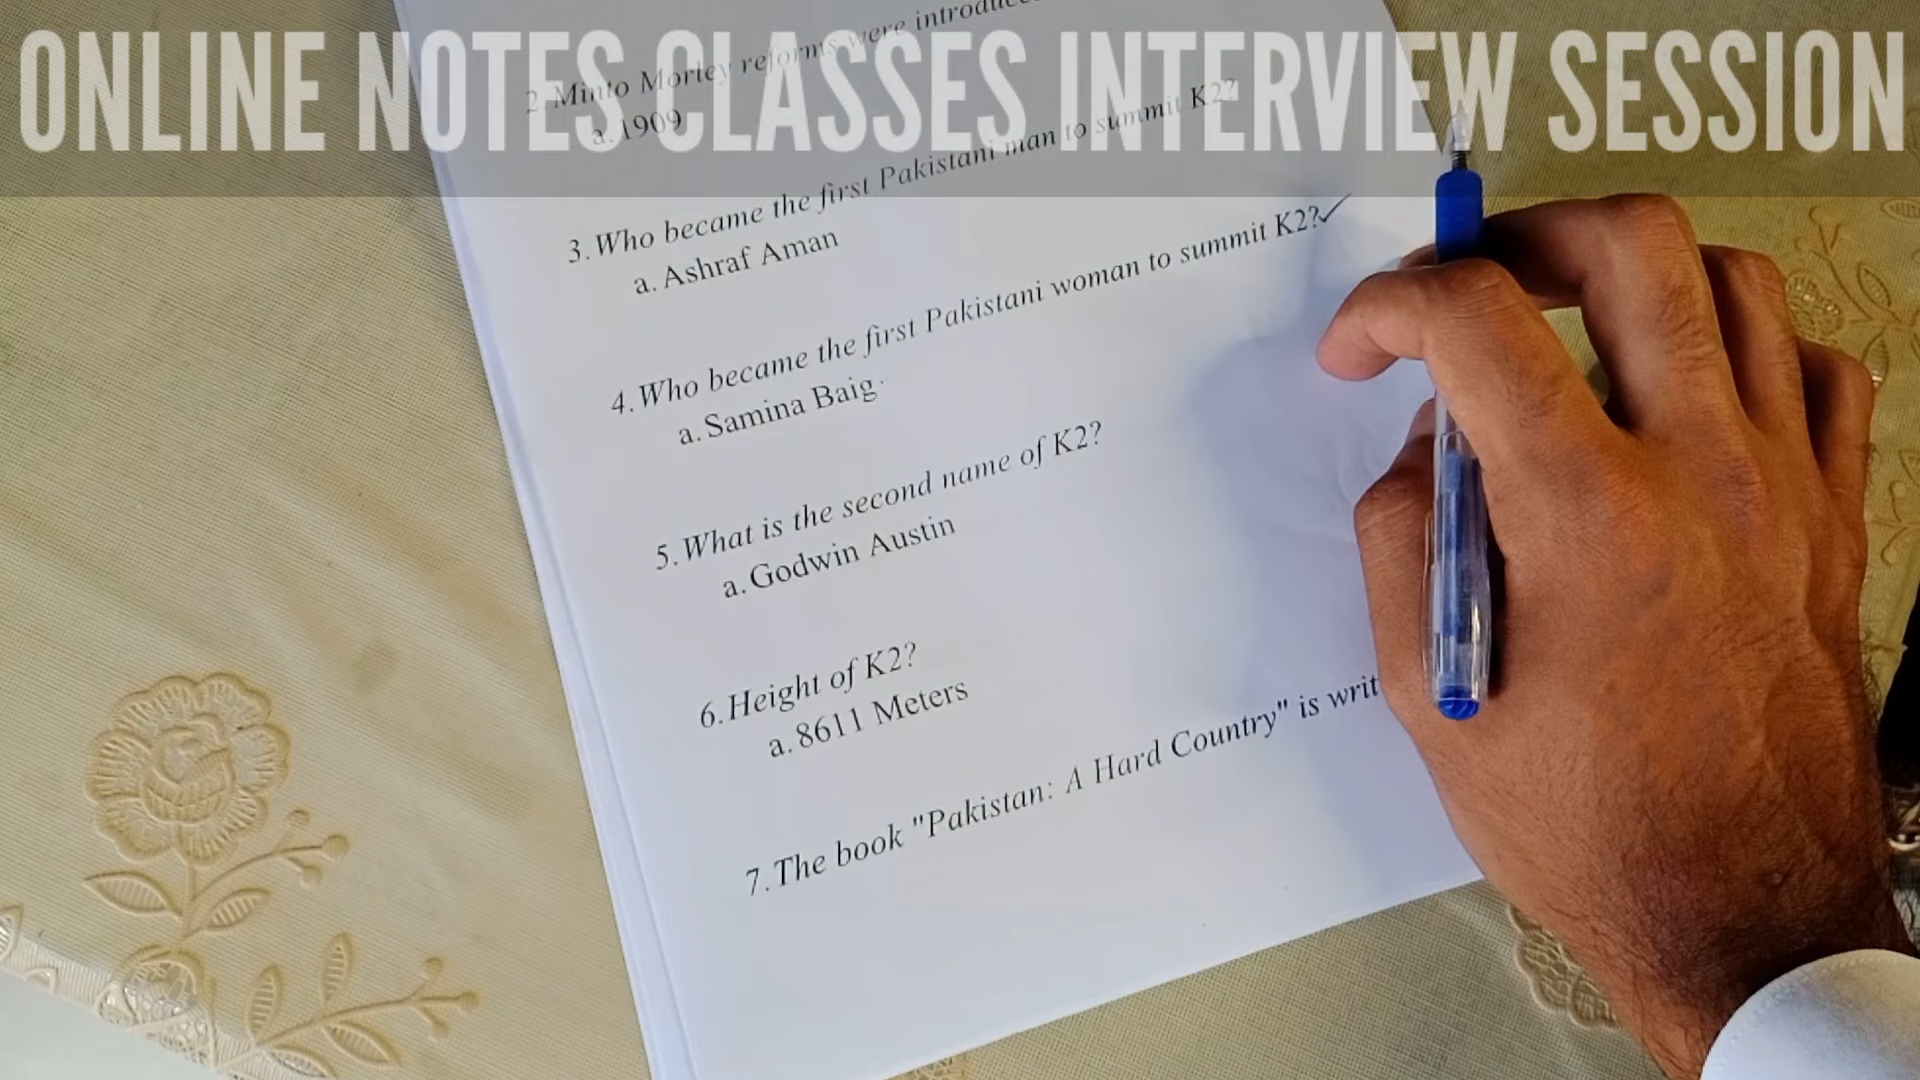 ONLINE NOTES CLASSES INTERVIEW SESSION
2. Minto Morley reforms were introduced
a. 1909
3. Who became the first Pakistani man to summit K2?
a. Ashraf Aman
4. Who became the first Pakistani woman to summit K2?✓
a. Samina Baig
5. What is the second name of K2?
a. Godwin Austin
6. Height of K2?
a. 8611 Meters
7. The book "Pakistan: A Hard Country" is writ